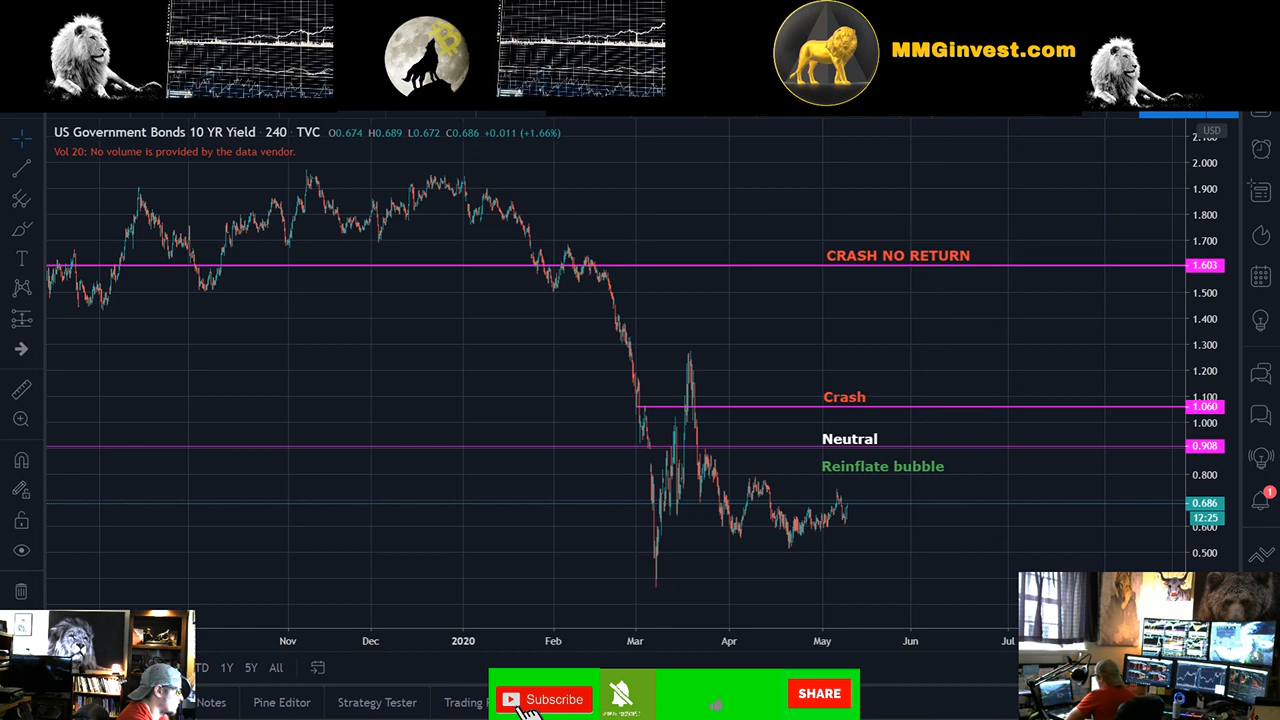 MMGinvest.com
US Government Bonds 10 YR Yield · 240 · TVC O0.674 H0.689 L0.672 C0.686 +0.011 (+1.66%)
USD
Vol 20: No volume is provided by the data vendor.
2.000
1.900
1.800
1.700
CRASH NO RETURN
1.603
1.500
1.400
1.300
1.200
Crash
1.100
1.060
1.000
Neutral
0.908
Reinflate bubble
0.800
0.686
12:25
0.600
0.500
1
Nov
Dec
2020
Feb
Mar
Apr
May
Jun
Jul
TD 1Y 5Y All
Notes
Pine Editor
Strategy Tester
Trading
Subscribe
SHARE